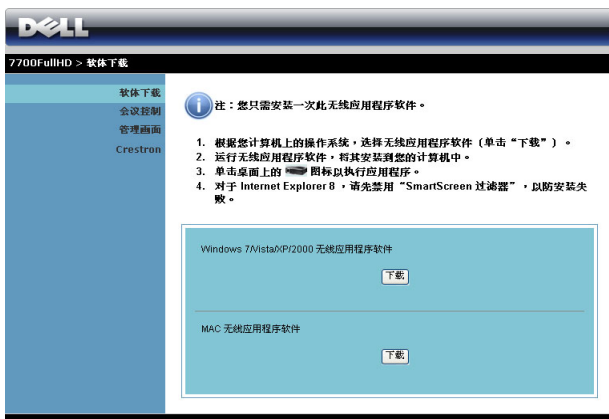 DELL
7700FullHD > 软体下载
软体下载
会议控制
管理画面
Crestron
注：您只需安装一次此无线应用程序软件。
1. 根据您计算机上的操作系统，选择无线应用程序软件（单击“下载”）。
2. 运行无线应用程序软件，将其安装到您的计算机中。
3. 单击桌面上的 图标以执行应用程序。
4. 对于 Internet Explorer 8，请先禁用“SmartScreen 过滤器”，以防安装失
败。
Windows 7/Vista/XP/2000 无线应用程序软件
下载
MAC 无线应用程序软件
下载